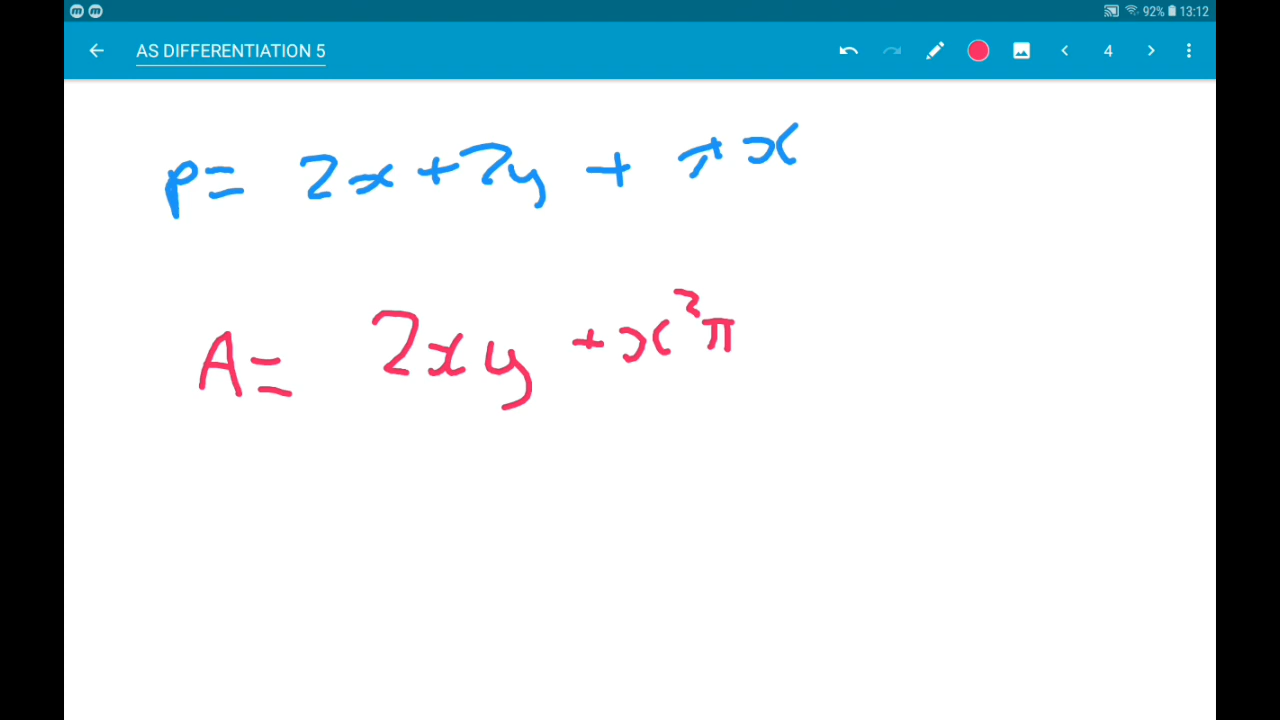 92% 13:12
AS DIFFERENTIATION 5
4
P= 2x+2y + πx
A= 2xy + x²π